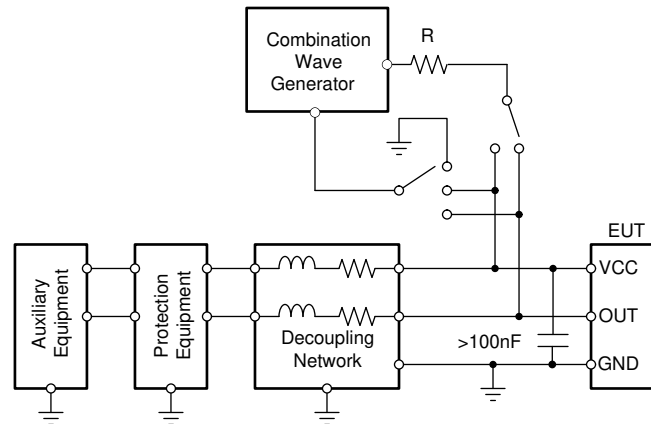 Combination
Wave
Generator
R
EUT
VCC
OUT
GND
>100nF
Auxiliary
Equipment
Protection
Equipment
Decoupling
Network